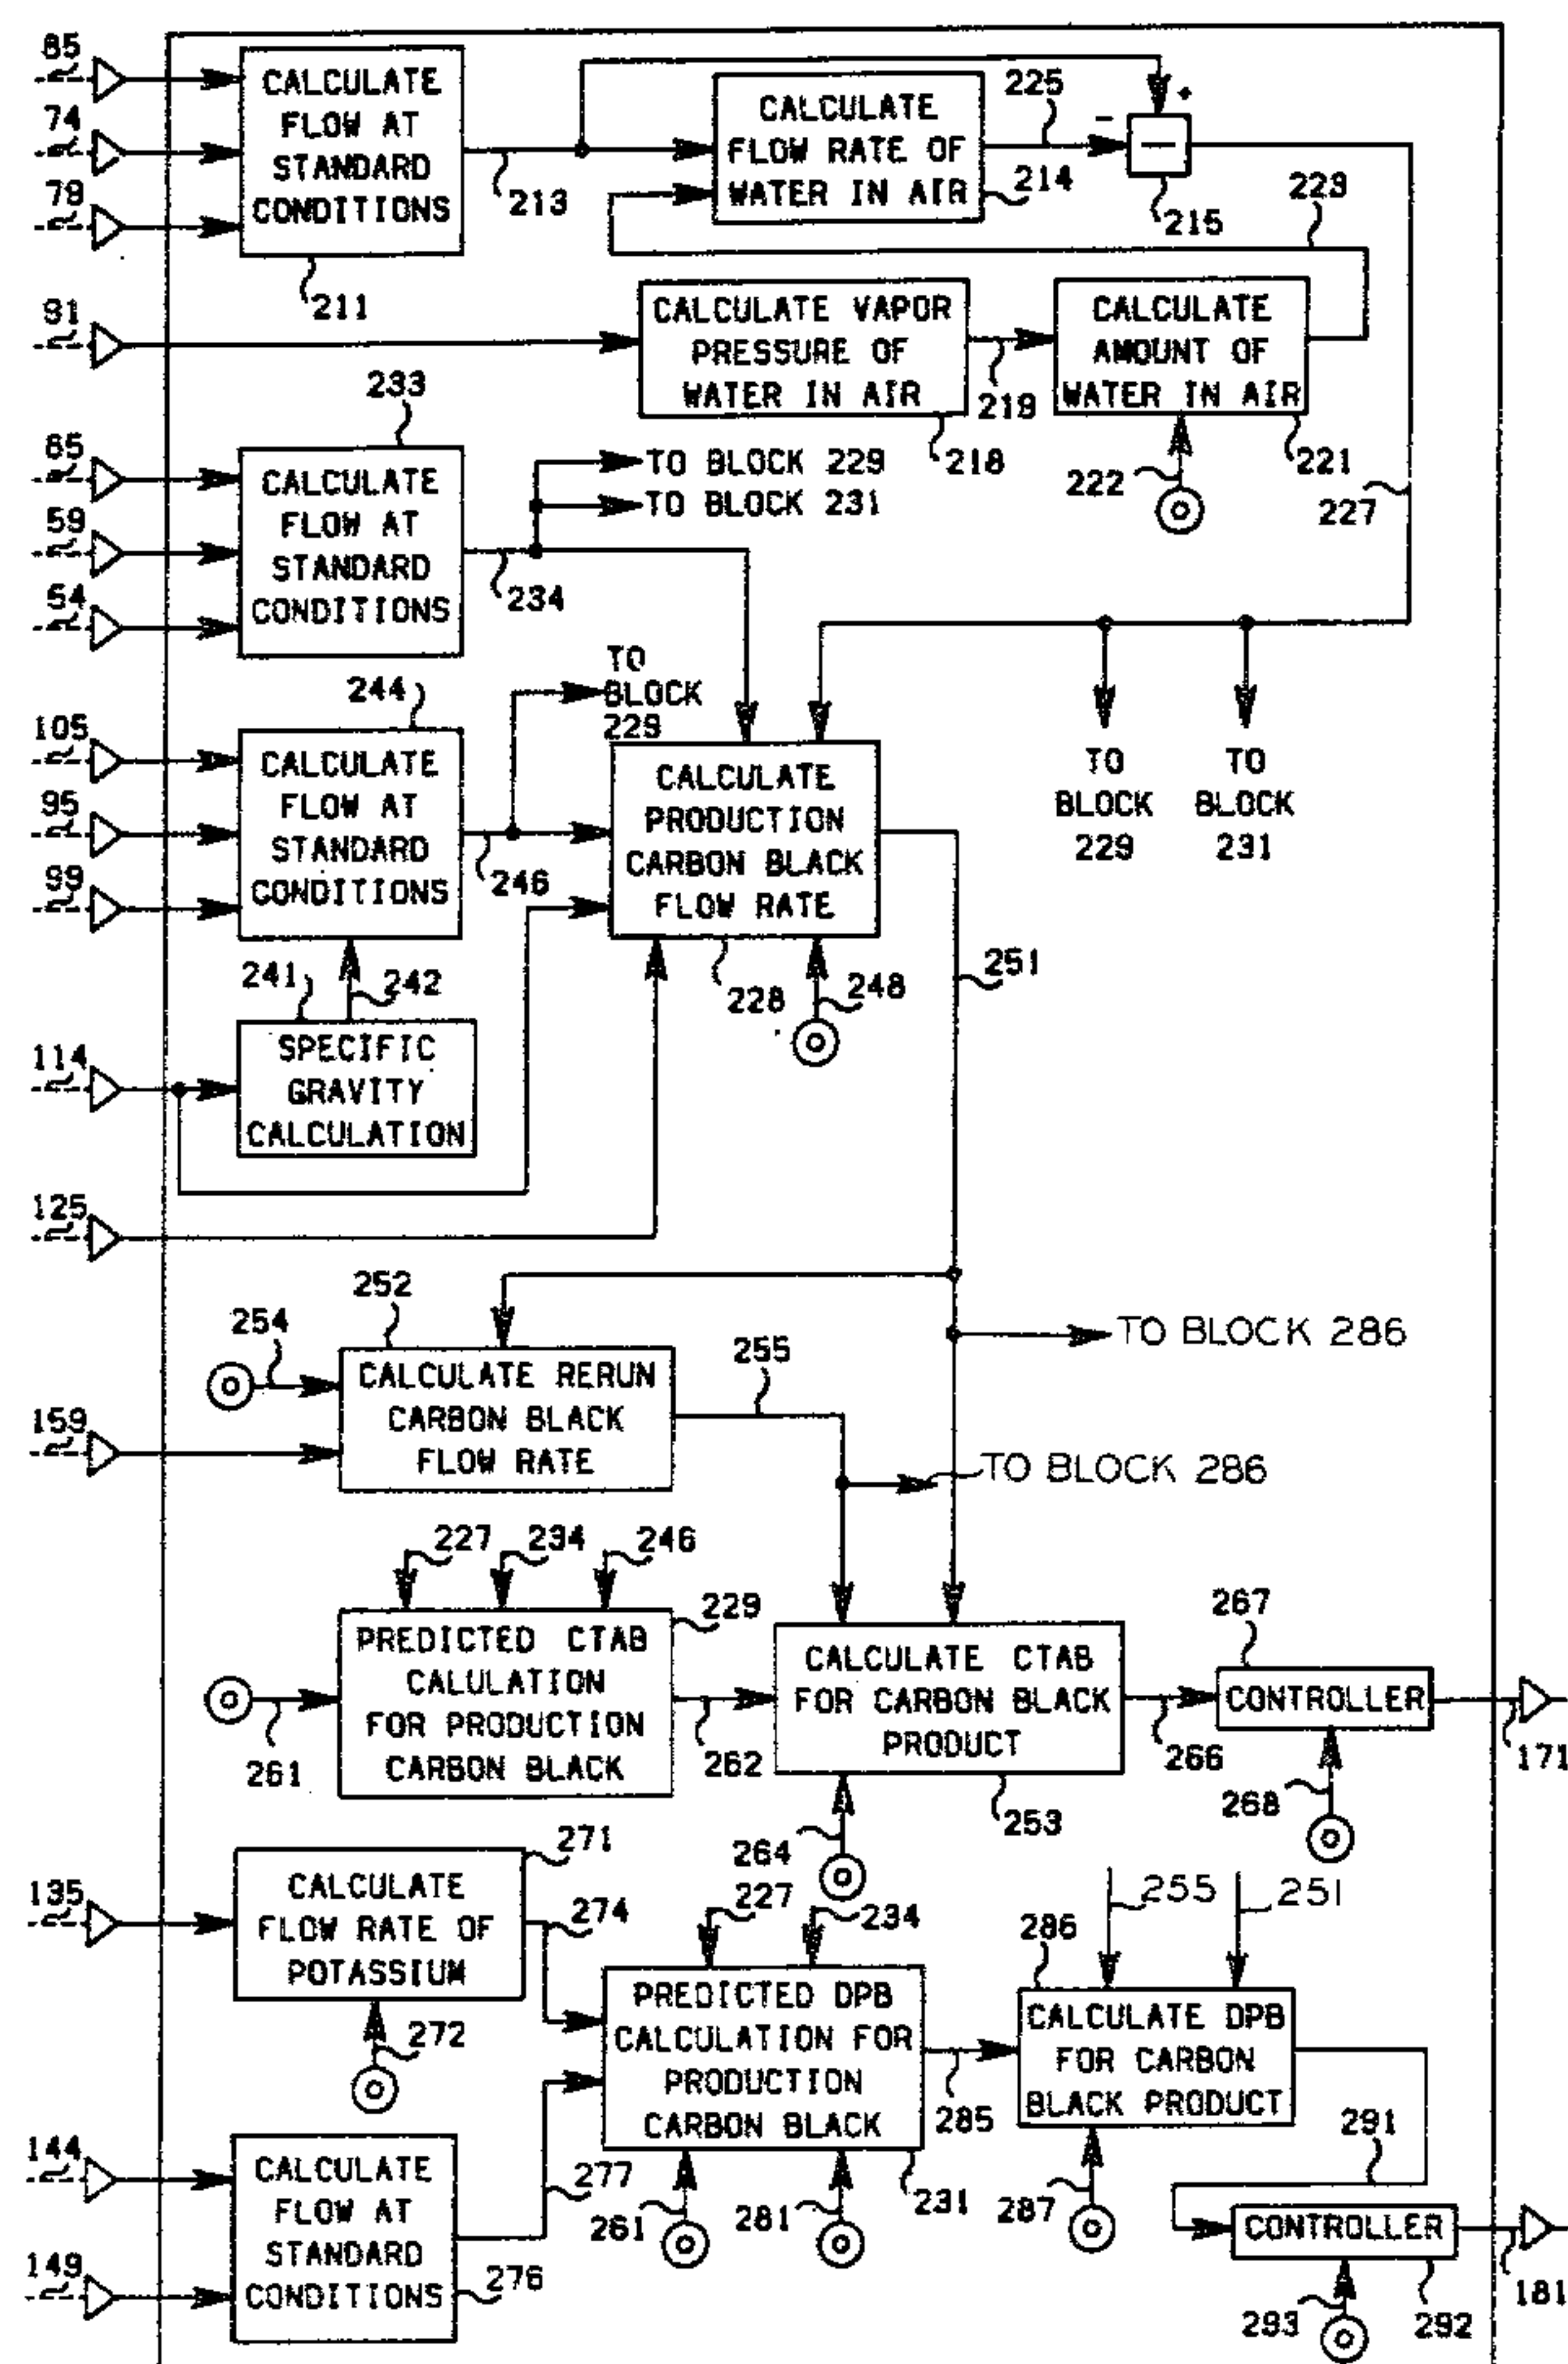 85
CALCULATE
FLOW AT
STANDARD
CONDITIONS
74
78
211
213
CALCULATE
FLOW RATE OF
WATER IN AIR
225
214
-
+
215
223
91
CALCULATE VAPOR
PRESSURE OF
WATER IN AIR
218
219
CALCULATE
AMOUNT OF
WATER IN AIR
221
222
227
233
65
59
54
CALCULATE
FLOW AT
STANDARD
CONDITIONS
234
TO BLOCK 229
TO BLOCK 231
TO
BLOCK
229
TO
BLOCK
229
TO
BLOCK
231
244
105
95
99
CALCULATE
FLOW AT
STANDARD
CONDITIONS
246
CALCULATE
PRODUCTION
CARBON BLACK
FLOW RATE
228
248
251
241
242
114
SPECIFIC
GRAVITY
CALCULATION
125
252
254
159
CALCULATE RERUN
CARBON BLACK
FLOW RATE
255
TO BLOCK 286
TO BLOCK 286
227
234
246
229
PREDICTED CTAB
CALULATION
FOR PRODUCTION
CARBON BLACK
261
262
CALCULATE CTAB
FOR CARBON BLACK
PRODUCT
253
264
266
267
CONTROLLER
268
171
271
135
CALCULATE
FLOW RATE OF
POTASSIUM
272
274
227
234
PREDICTED DPB
CALCULATION FOR
PRODUCTION
CARBON BLACK
231
261
281
285
255
251
286
CALCULATE DPB
FOR CARBON
BLACK PRODUCT
287
291
144
149
CALCULATE
FLOW AT
STANDARD
CONDITIONS
276
277
CONTROLLER
293
292
181